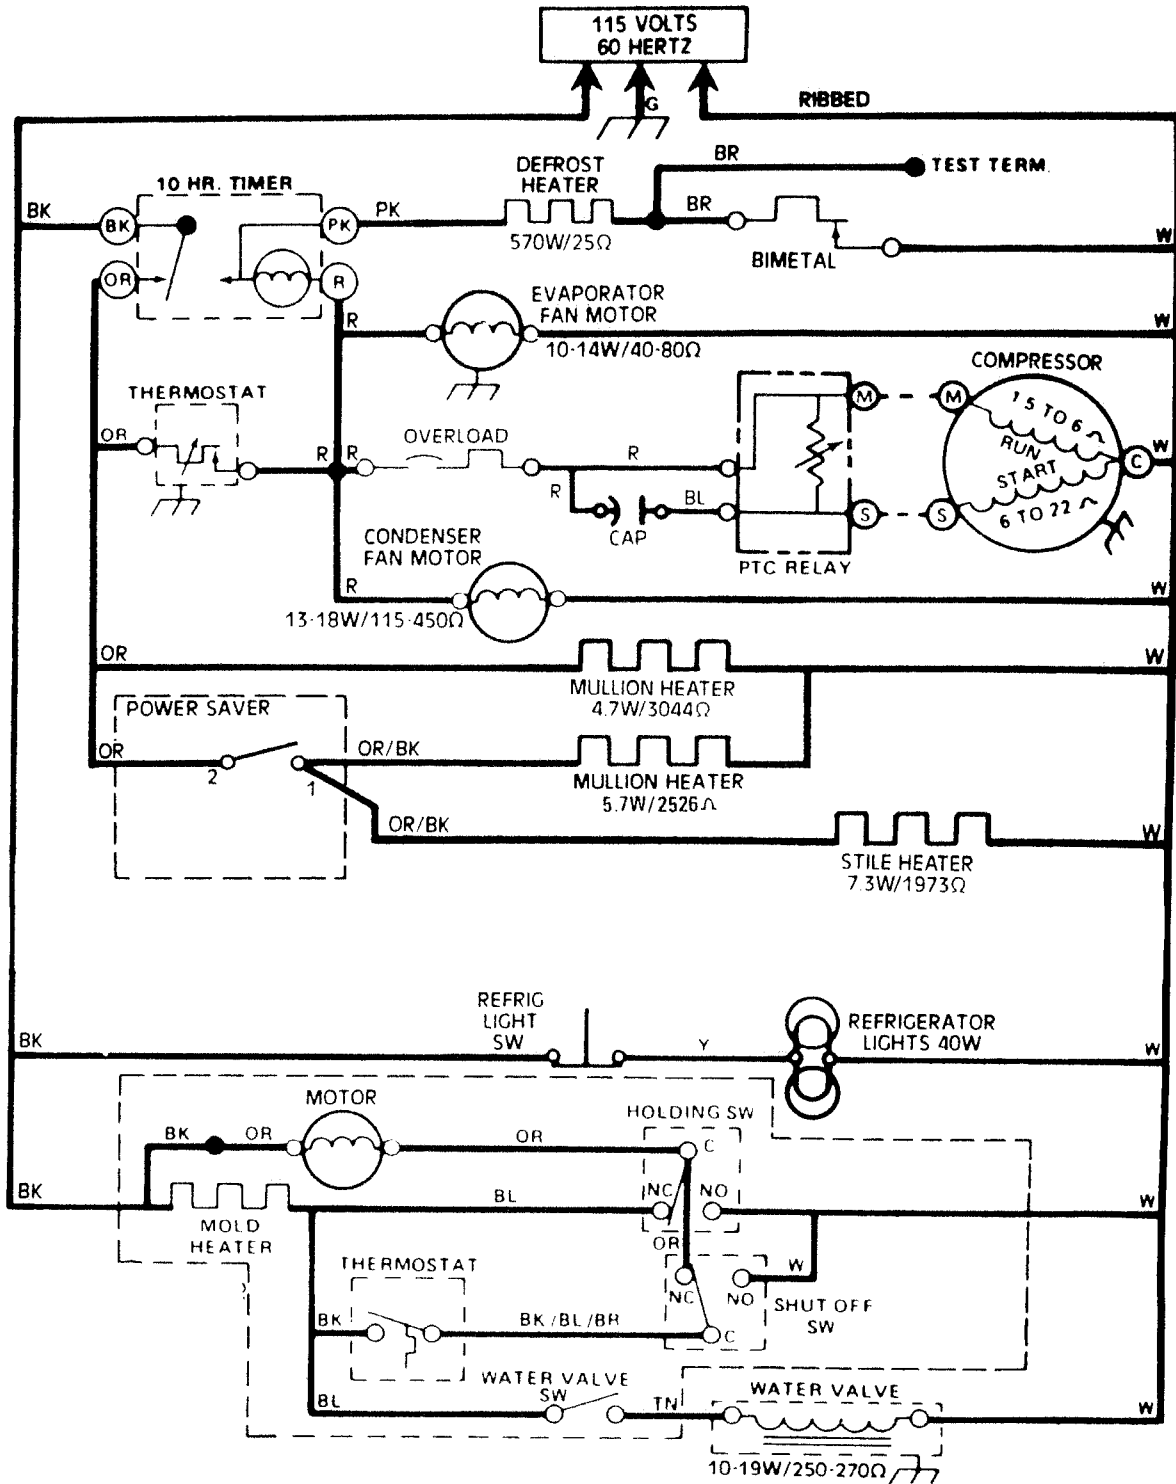 115 VOLTS
60 HERTZ
G
RIBBED
BR
TEST TERM.
DEFROST
HEATER
10 HR. TIMER
BK
BK
PK
PK
BR
570W/25Ω
BIMETAL
W
OR
R
EVAPORATOR
FAN MOTOR
R
W
10-14W/40-80Ω
COMPRESSOR
THERMOSTAT
M
M
1.5 TO 6 Ω
RUN
OR
OVERLOAD
R
R
R
C
W
START
R
BL
6 TO 22 Ω
S
S
CAP
CONDENSER
FAN MOTOR
PTC RELAY
R
W
13-18W/115-450Ω
OR
W
MULLION HEATER
4.7W/3044Ω
POWER SAVER
OR
OR/BK
2
1
MULLION HEATER
5.7W/2526Ω
OR/BK
W
STILE HEATER
7.3W/1973Ω
REFRIG
LIGHT
SW
REFRIGERATOR
LIGHTS 40W
BK
Y
W
MOTOR
HOLDING SW
BK
OR
OR
C
BK
BL
NC
NO
W
MOLD
HEATER
OR
W
THERMOSTAT
NC
NO
SHUT OFF
SW
BK
BK/BL/BR
C
WATER VALVE
SW
WATER VALVE
BL
TN
W
10-19W/250-270Ω